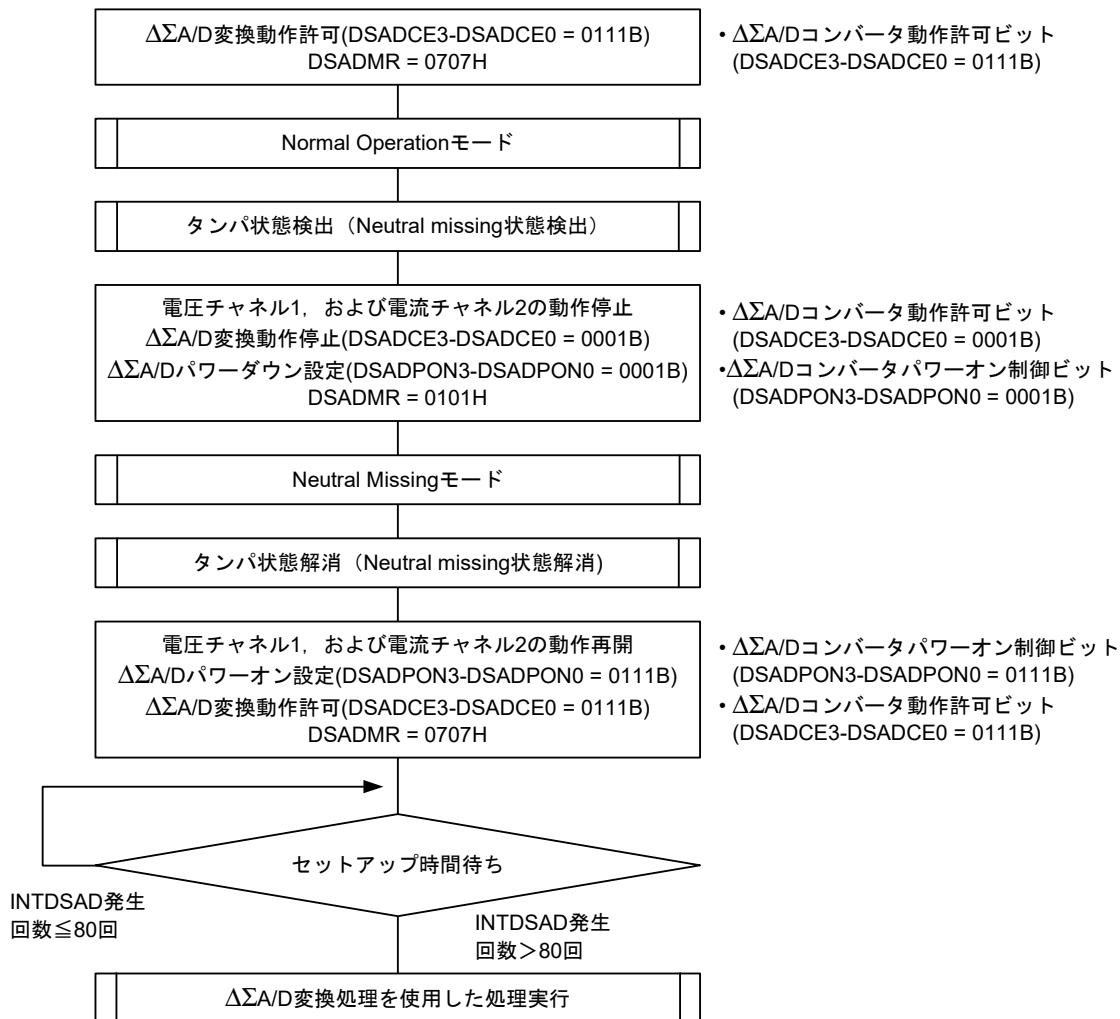 ΔΣA/D変換動作許可(DSADCE3-DSADCE0 = 0111B)
DSADMR = 0707H
• ΔΣA/Dコンバータ動作許可ビット
(DSADCE3-DSADCE0 = 0111B)
Normal Operationモード
タンパ状態検出（Neutral missing状態検出）
電圧チャネル1，および電流チャネル2の動作停止
ΔΣA/D変換動作停止(DSADCE3-DSADCE0 = 0001B)
ΔΣA/Dパワーダウン設定(DSADPON3-DSADPON0 = 0001B)
DSADMR = 0101H
• ΔΣA/Dコンバータ動作許可ビット
(DSADCE3-DSADCE0 = 0001B)
•ΔΣA/Dコンバータパワーオン制御ビット
(DSADPON3-DSADPON0 = 0001B)
Neutral Missingモード
タンパ状態解消（Neutral missing状態解消)
電圧チャネル1，および電流チャネル2の動作再開
ΔΣA/Dパワーオン設定(DSADPON3-DSADPON0 = 0111B)
ΔΣA/D変換動作許可(DSADCE3-DSADCE0 = 0111B)
DSADMR = 0707H
• ΔΣA/Dコンバータパワーオン制御ビット
(DSADPON3-DSADPON0 = 0111B)
• ΔΣA/Dコンバータ動作許可ビット
(DSADCE3-DSADCE0 = 0111B)
セットアップ時間待ち
INTDSAD発生
回数≦80回
INTDSAD発生
回数＞80回
ΔΣA/D変換処理を使用した処理実行